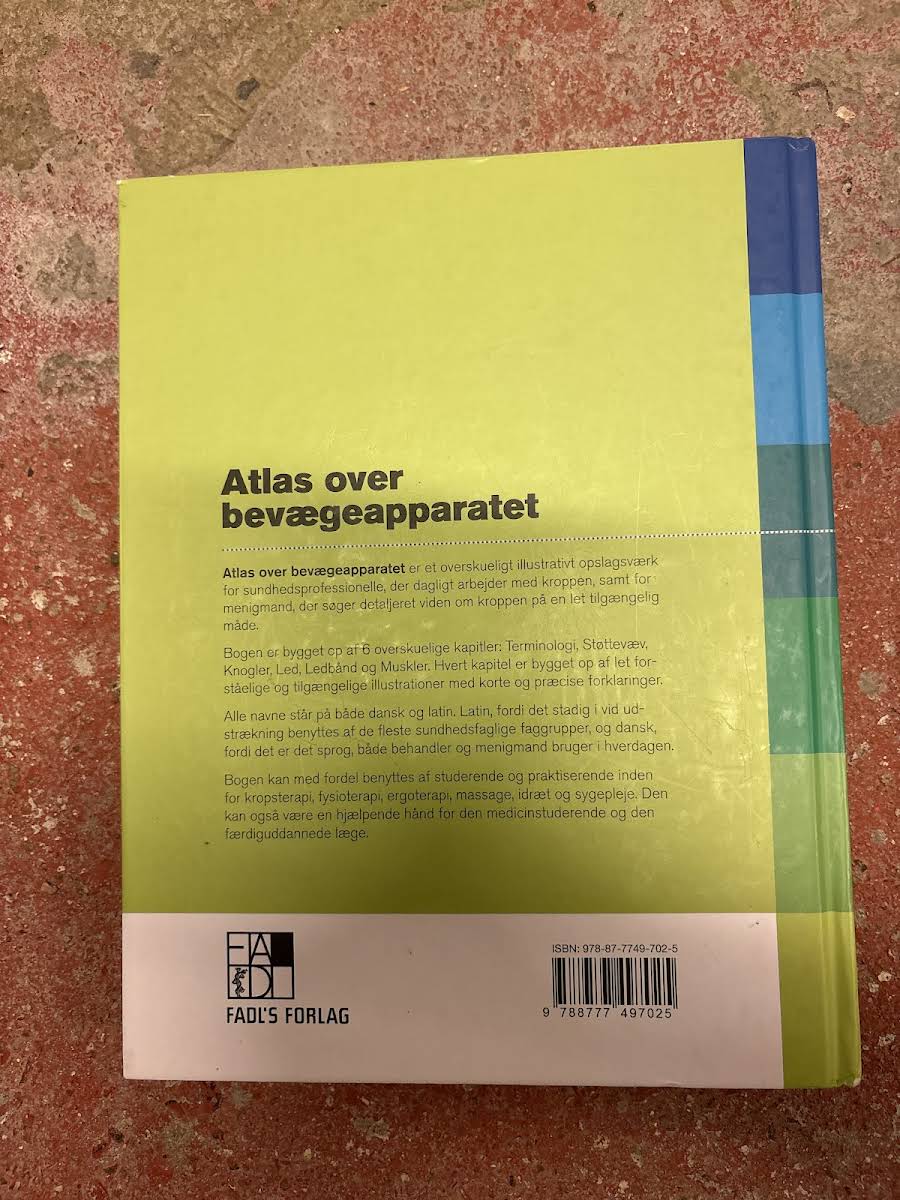 Atlas over
bevægeapparatet
Atlas over bevægeapparatet er et overskueligt illustrativt opslagsværk
for sundhedsprofessionelle, der dagligt arbejder med kroppen, samt for
menigmand, der søger detaljeret viden om kroppen på en let tilgængelig
måde.
Bogen er bygget op af 6 overskuelige kapitler: Terminologi, Støttevæv,
Knogler, Led, Ledbånd og Muskler. Hvert kapitel er bygget op af let for-
ståelige og tilgængelige illustrationer med korte og præcise forklaringer.
Alle navne står på både dansk og latin. Latin, fordi det stadig i vid ud-
strækning benyttes af de fleste sundhedsfaglige faggrupper, og dansk,
fordi det er det sprog, både behandler og menigmand bruger i hverdagen.
Bogen kan med fordel benyttes af studerende og praktiserende inden
for kropsterapi, fysioterapi, ergoterapi, massage, idræt og sygepleje. Den
kan også være en hjælpende hånd for den medicinstuderende og den
færdiguddannede læge.
FADL
FADL'S FORLAG
ISBN: 978-87-7749-702-5
9 788777 497025